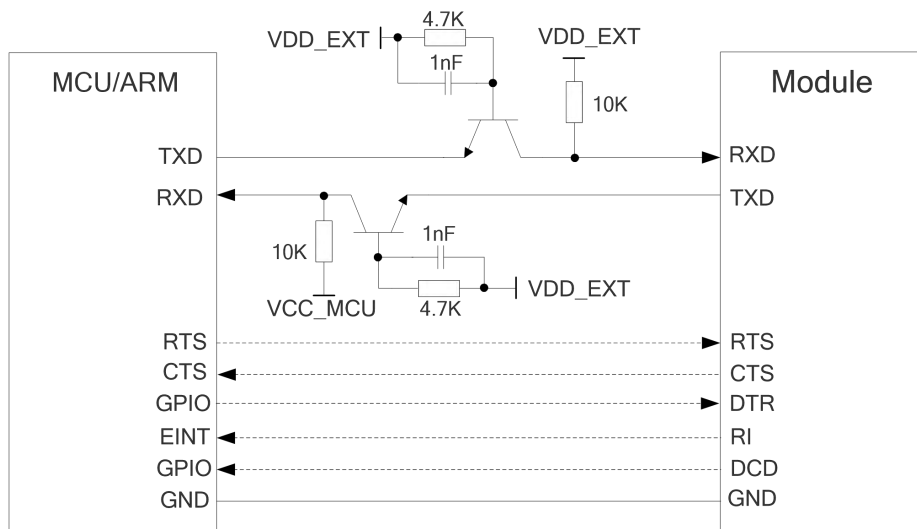 4.7K
VDD_EXT
VDD_EXT
1nF
MCU/ARM
Module
10K
TXD
RXD
RXD
TXD
1nF
10K
VDD_EXT
VCC_MCU
4.7K
RTS
RTS
CTS
CTS
GPIO
DTR
EINT
RI
GPIO
DCD
GND
GND